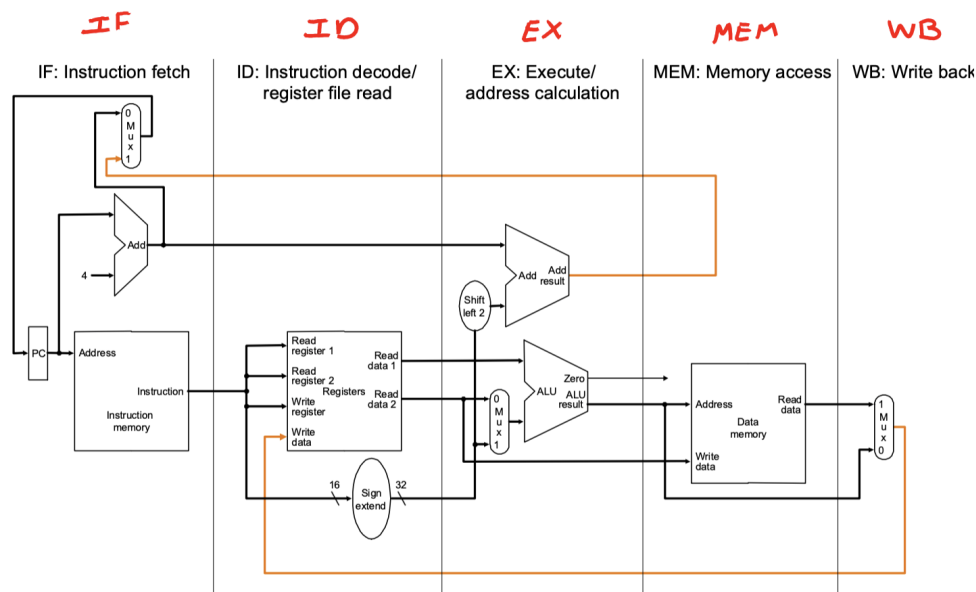 IF
ID
EX
MEM
WB
IF: Instruction fetch
ID: Instruction decode/
register file read
EX: Execute/
address calculation
MEM: Memory access
WB: Write back
0
M
u
x
1
Add
4
Add
Add
result
Shift
left 2
PC
Address
Instruction
Instruction
memory
Read
register 1
Read
register 2
Write
register
Write
data
Registers
Read
data 1
Read
data 2
0
M
u
x
1
Zero
ALU
ALU
result
Address
Write
data
Data
memory
Read
data
1
M
u
x
0
16
Sign
extend
32